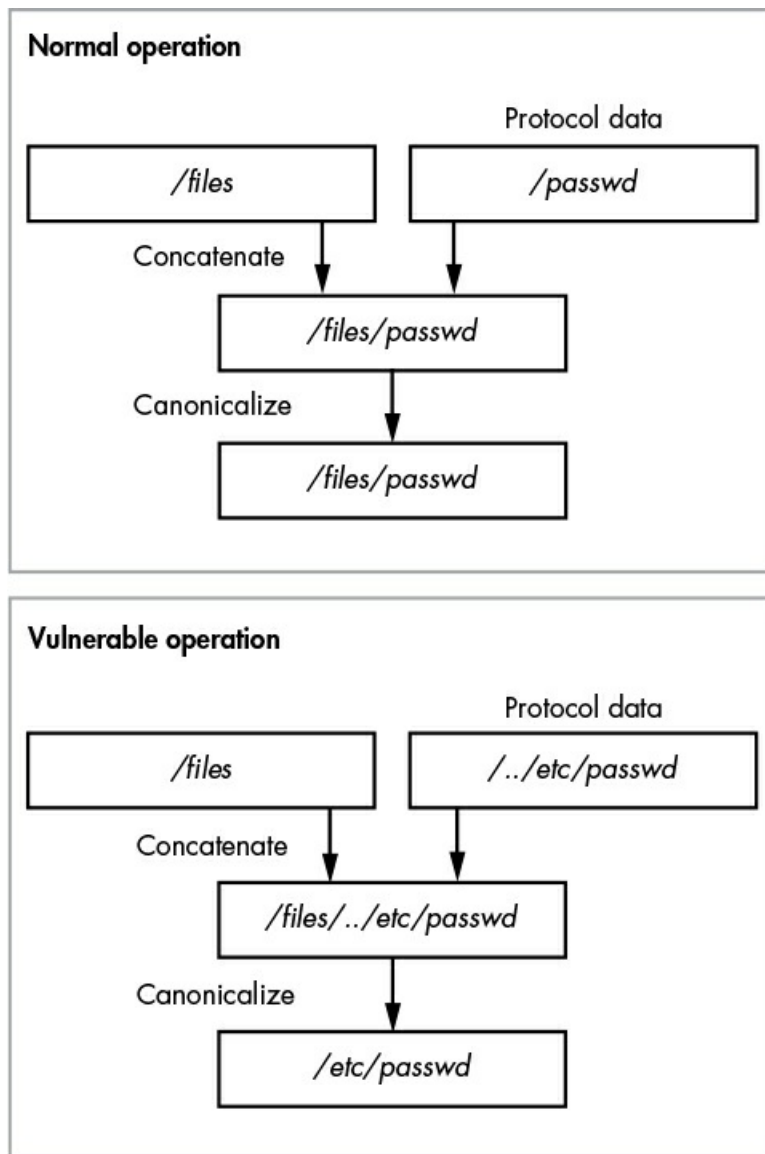 Normal operation
Protocol data
/files
/passwd
Concatenate
/files/passwd
Canonicalize
/files/passwd
Vulnerable operation
Protocol data
/files
/../etc/passwd
Concatenate
/files/../etc/passwd
Canonicalize
/etc/passwd